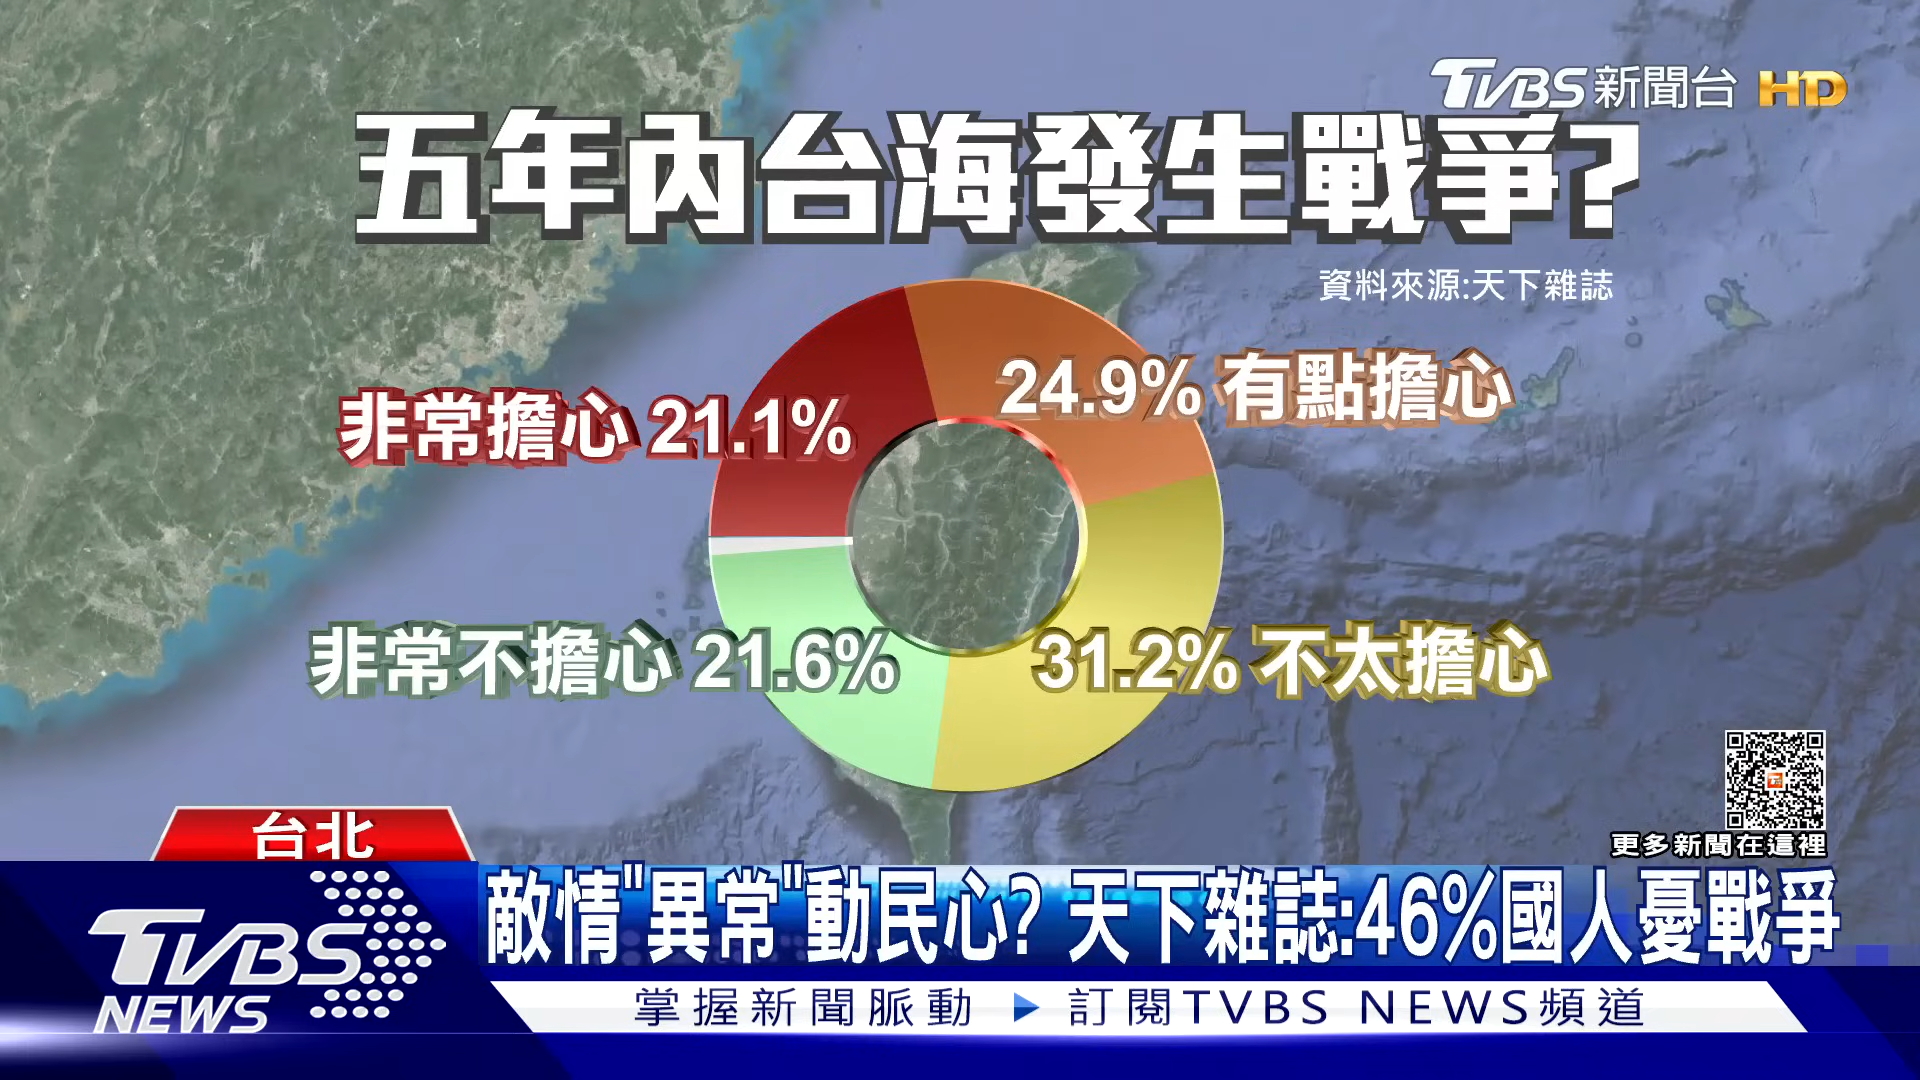 TVBS新聞台 HD
五年內台海發生戰爭?
資料來源:天下雜誌
24.9% 有點擔心
非常擔心 21.1%
非常不擔心 21.6%
31.2% 不太擔心
更多新聞在這裡
台北
敵情"異常"動民心? 天下雜誌:46%國人憂戰爭
TVBS
NEWS
掌握新聞脈動 ▶ 訂閱TVBS NEWS頻道